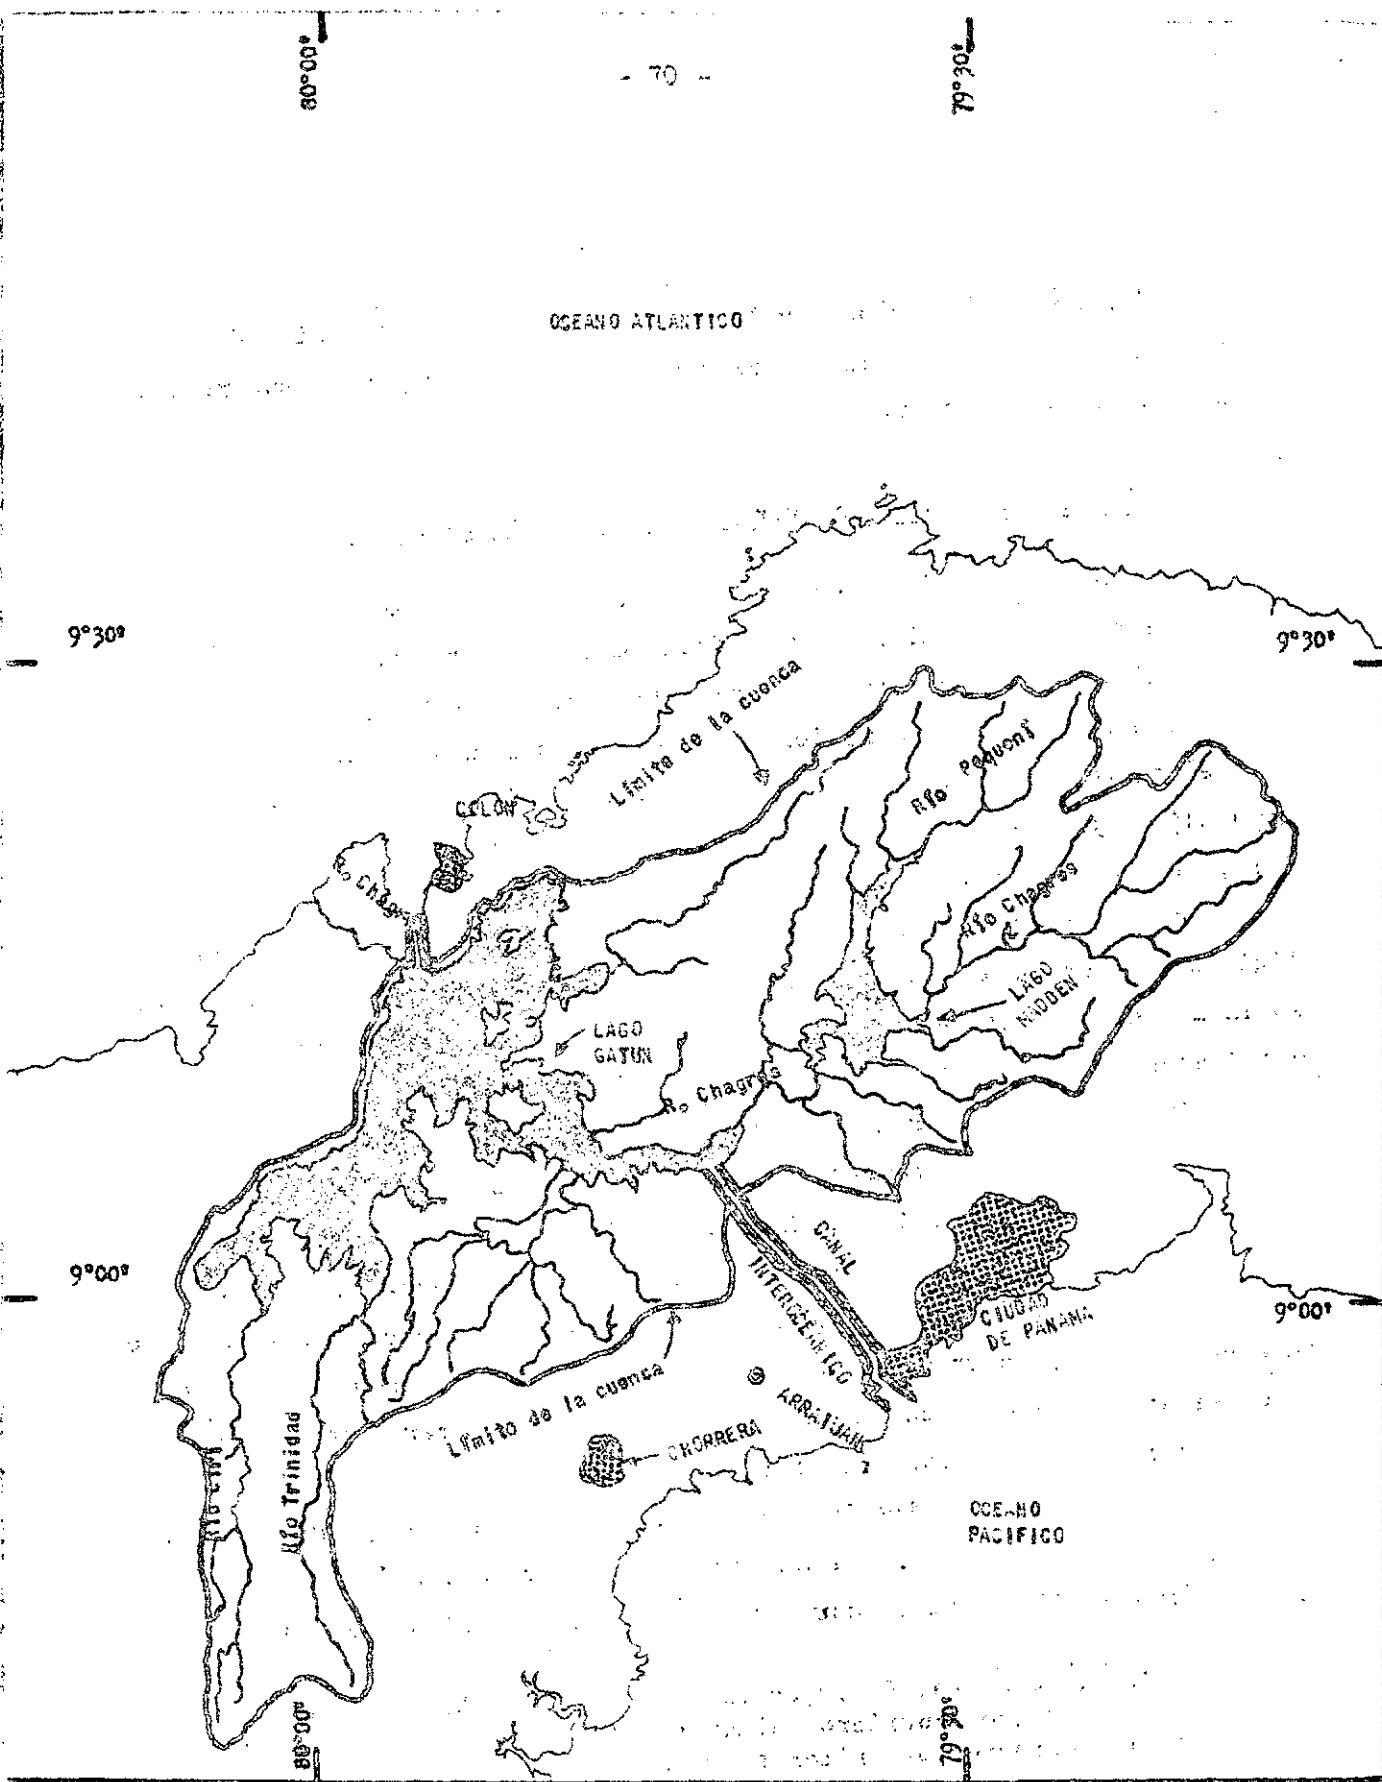 80°00'
- 70 -
79°30'
OCEANO ATLANTICO
9°30'
9°30'
Límite de la cuenca
Río Pequení
COLON
R. Chag
Río Chagres
LAGO
MADDEN
LAGO
GATUN
R. Chagres
9°00'
CANAL
INTEROCEANICO
CIUDAD
DE PANAMA
9°00'
Límite de la cuenca
ARRAIJAN
CHORRERA
Río Trinidad
OCEANO
PACIFICO
80°00'
79°30'